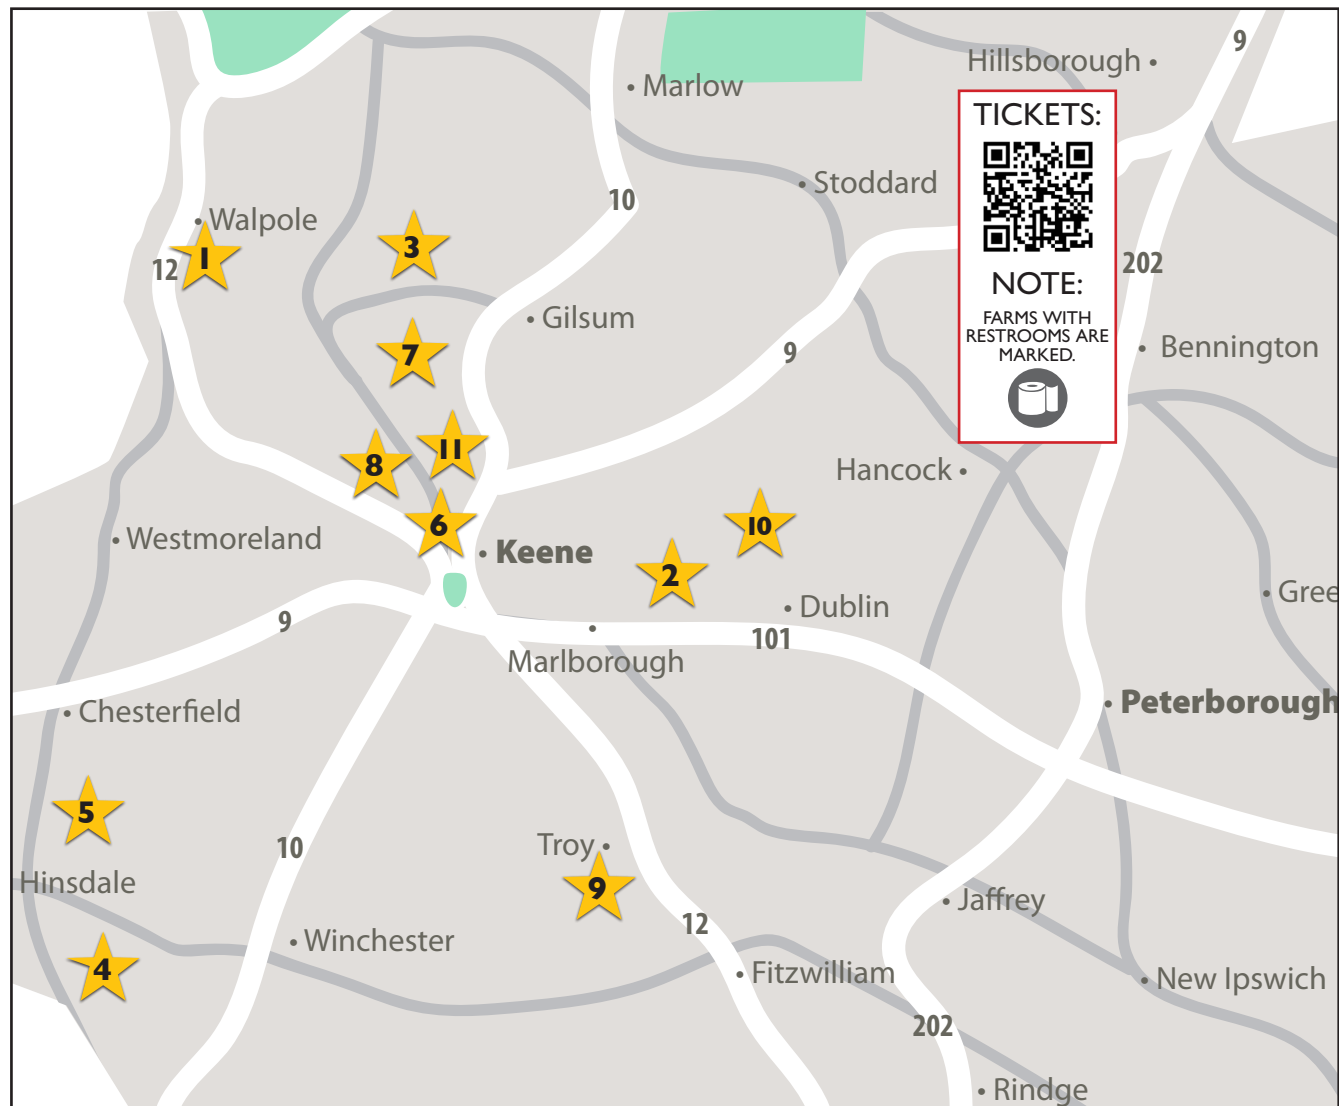 9
Hillsborough
Marlow
TICKETS:
Stoddard
10
Walpole
3
1
12
202
NOTE:
FARMS WITH
RESTROOMS ARE
MARKED.
Gilsum
7
9
Bennington
11
8
Hancock
6
10
Westmoreland
Keene
2
Gree
Dublin
9
101
Marlborough
Chesterfield
Peterborough
5
10
Troy
Hinsdale
9
Jaffrey
12
Winchester
4
Fitzwilliam
New Ipswich
202
Rindge